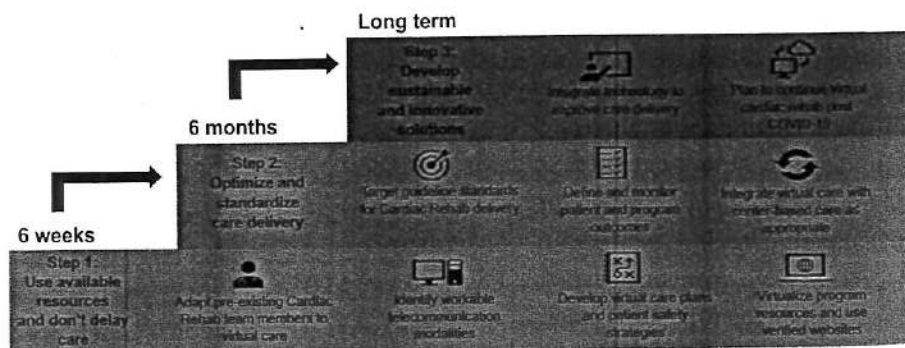 Long term
Step 3:
Develop
sustainable
and innovative
solutions
Integrate technology to
improve care delivery
Plan to continue virtual
cardiac rehab post
COVID-19
6 months
Step 2:
Optimize and
standardize
care delivery
Target guideline standards
for Cardiac Rehab delivery
Define and monitor
patient and program
outcomes
Integrate virtual care with
center-based care as
appropriate
6 weeks
Step 1:
Use available
resources
and don't delay
care
Adapt pre-existing Cardiac
Rehab team members to
virtual care
Identify workable
telecommunication
modalities
Develop virtual care plans
and patient safety
strategies
Virtualize program
resources and use
verified websites